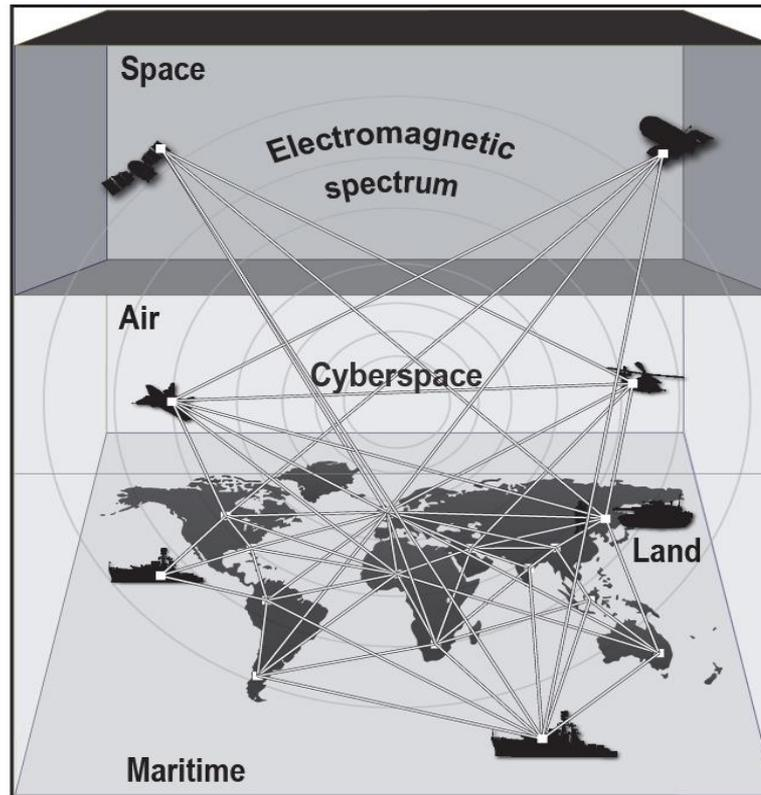 Space
Electromagnetic
spectrum
Air
Cyberspace
Land
Maritime